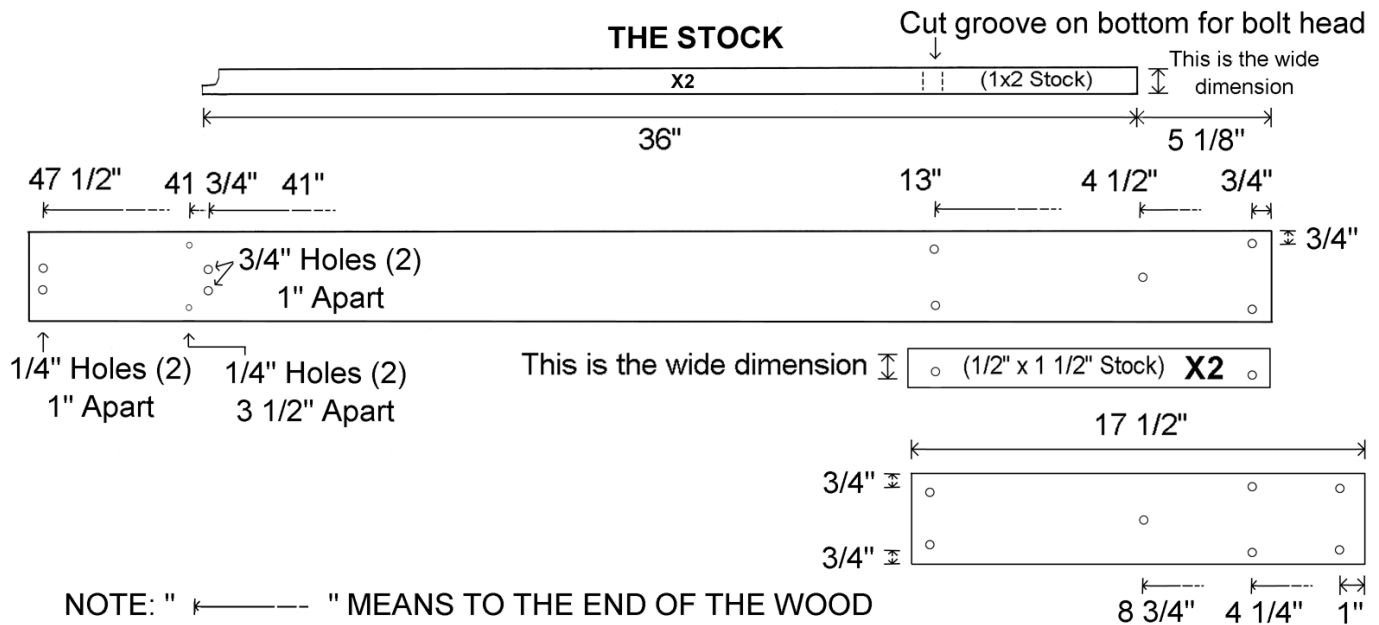 THE STOCK
Cut groove on bottom for bolt head
X2
(1x2 Stock)
This is the wide
dimension
36"
5 1/8"
47 1/2"
41 3/4"
41"
13"
4 1/2"
3/4"
3/4"
3/4" Holes (2)
1" Apart
1/4" Holes (2)
1" Apart
1/4" Holes (2)
3 1/2" Apart
This is the wide dimension
(1/2" x 1 1/2" Stock)
X2
17 1/2"
3/4"
3/4"
NOTE: " " MEANS TO THE END OF THE WOOD
8 3/4"
4 1/4"
1"